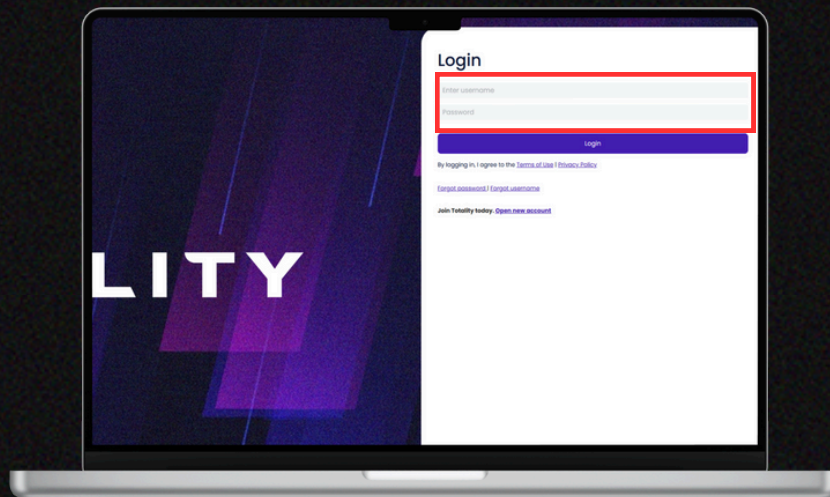 LITY
Login
Enter username
Password
Login
By logging in, I agree to the Terms of Use | Privacy Policy
Forgot password | Forgot username
Join Totality today. Open new account